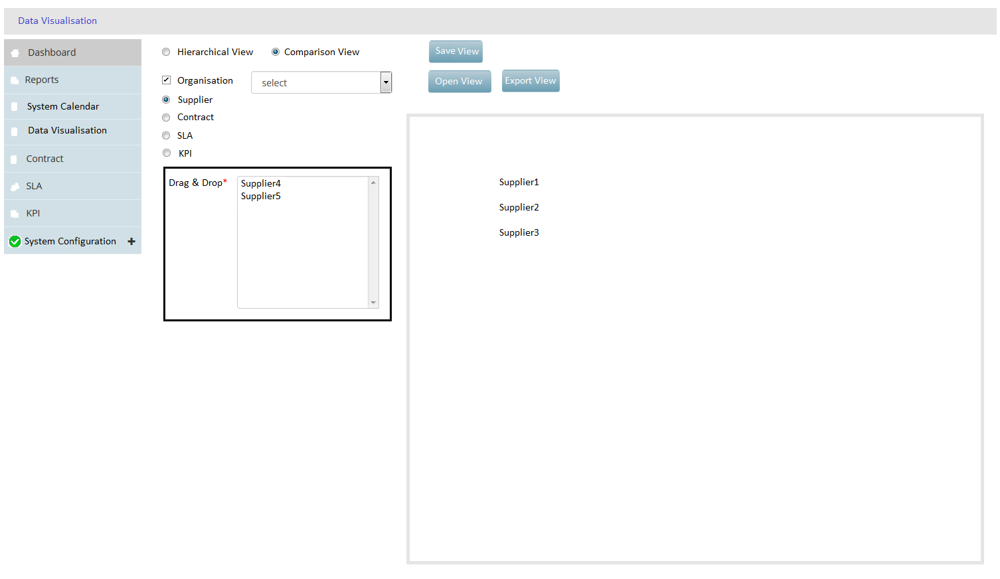 Data Visualisation
Dashboard
Reports
System Calendar
Data Visualisation
Contract
SLA
KPI
System Configuration
Hierarchical View
Comparison View
Organisation
select
Supplier
Contract
SLA
KPI
Drag & Drop*
Supplier4
Supplier5
Save View
Open View
Export View
Supplier1
Supplier2
Supplier3